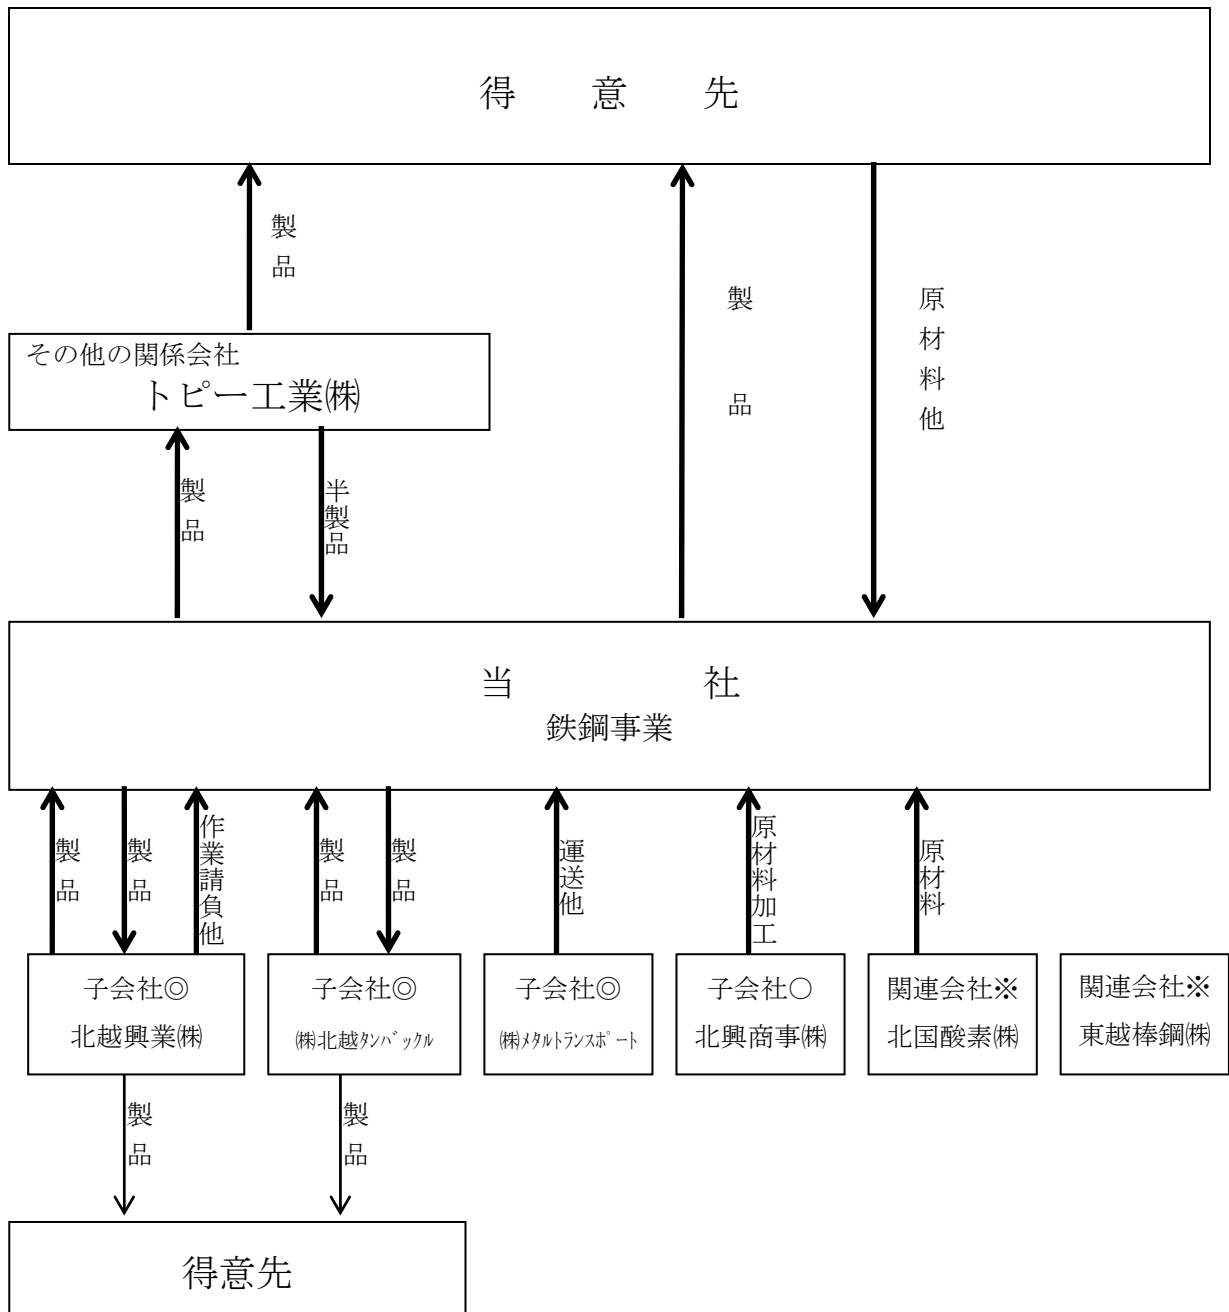 得意先
製品
製品
原材料他
その他の関係会社
トピー工業㈱
製品
半製品
当社
鉄鋼事業
製品
製品
作業請負他
製品
製品
運送他
原材料加工
原材料
子会社◎
北越興業㈱
子会社◎
㈱北越ﾀﾝﾊﾞｯｸﾙ
子会社◎
㈱ﾒﾀﾙﾄﾗﾝｽﾎﾟｰﾄ
子会社○
北興商事㈱
関連会社※
北国酸素㈱
関連会社※
東越棒鋼㈱
製品
製品
得意先